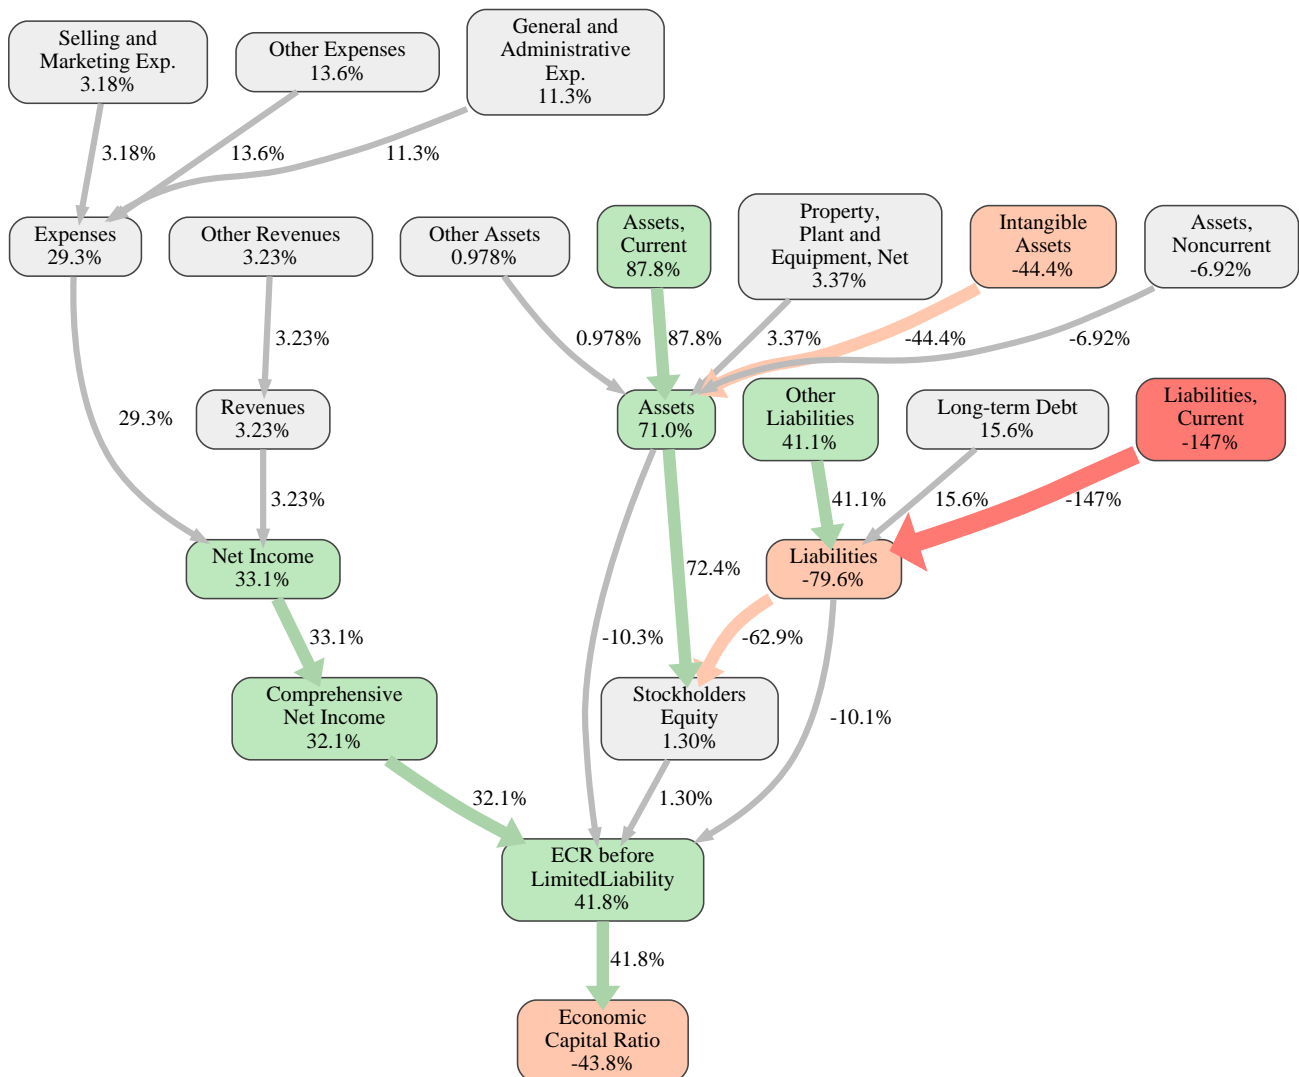 Selling and
Marketing Exp.
3.18%
Other Expenses
13.6%
General and
Administrative
Exp.
11.3%
3.18%
13.6%
11.3%
Expenses
29.3%
Other Revenues
3.23%
Other Assets
0.978%
Assets,
Current
87.8%
Property,
Plant and
Equipment, Net
3.37%
Intangible
Assets
-44.4%
Assets,
Noncurrent
-6.92%
3.23%
0.978%
87.8%
3.37%
-44.4%
-6.92%
29.3%
Revenues
3.23%
Assets
71.0%
Other
Liabilities
41.1%
Long-term Debt
15.6%
Liabilities,
Current
-147%
3.23%
41.1%
15.6%
-147%
Net Income
33.1%
72.4%
Liabilities
-79.6%
33.1%
-10.3%
-62.9%
-10.1%
Comprehensive
Net Income
32.1%
Stockholders
Equity
1.30%
32.1%
1.30%
ECR before
LimitedLiability
41.8%
41.8%
Economic
Capital Ratio
-43.8%